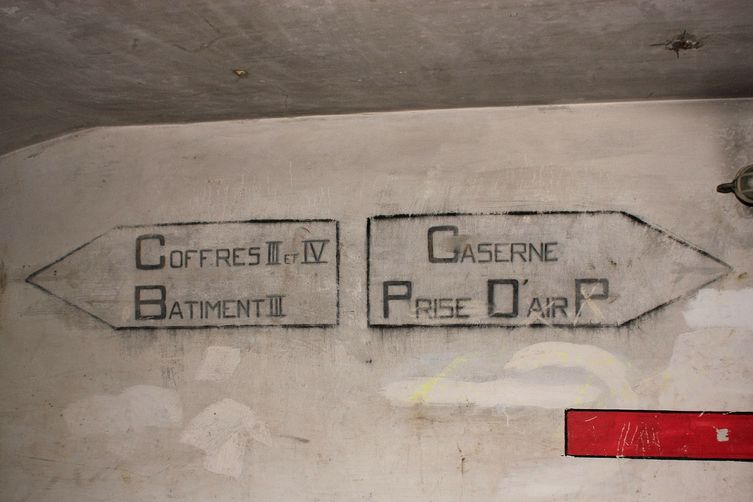 COFFRES III ET IV
BATIMENT III
CASERNE
PRISE D'AIR P